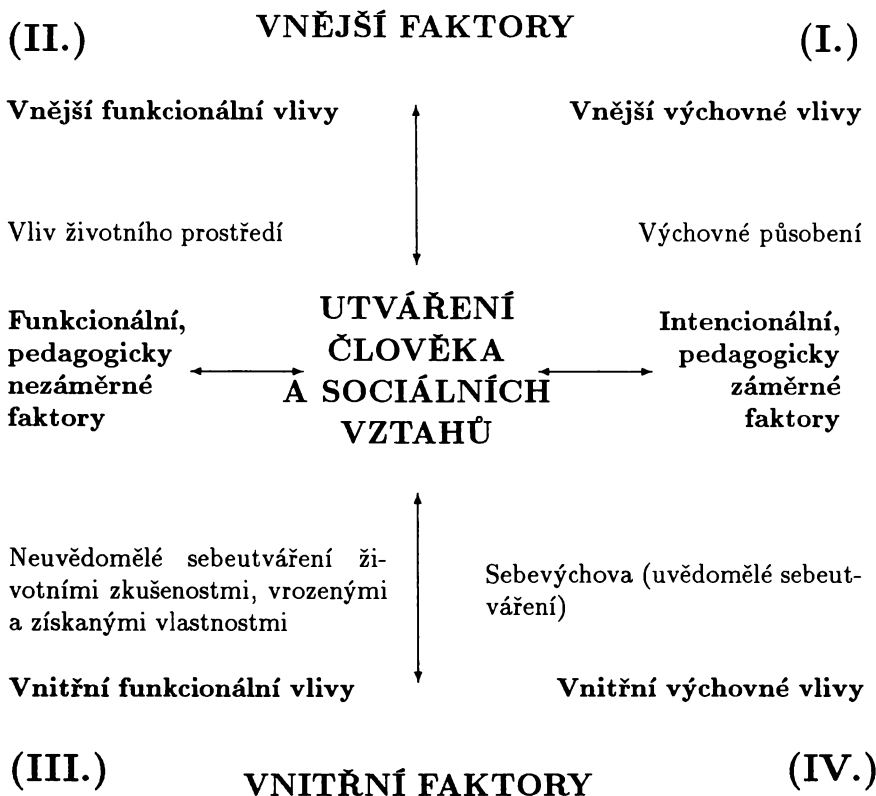 (II.)
VNĚJŠÍ FAKTORY
(I.)
Vnější funkcionální vlivy
Vnější výchovné vlivy
Vliv životního prostředí
Výchovné působení
Funkcionální,
pedagogicky
nezáměrné
faktory
UTVÁŘENÍ
ČLOVĚKA
A SOCIÁLNÍCH
VZTAHŮ
Intencionální,
pedagogicky
záměrné
faktory
Neuvědomělé sebeutváření ži-
votními zkušenostmi, vrozenými
a získanými vlastnostmi
Sebevýchova (uvědomělé sebeut-
váření)
Vnitřní funkcionální vlivy
Vnitřní výchovné vlivy
(III.)
VNITŘNÍ FAKTORY
(IV.)